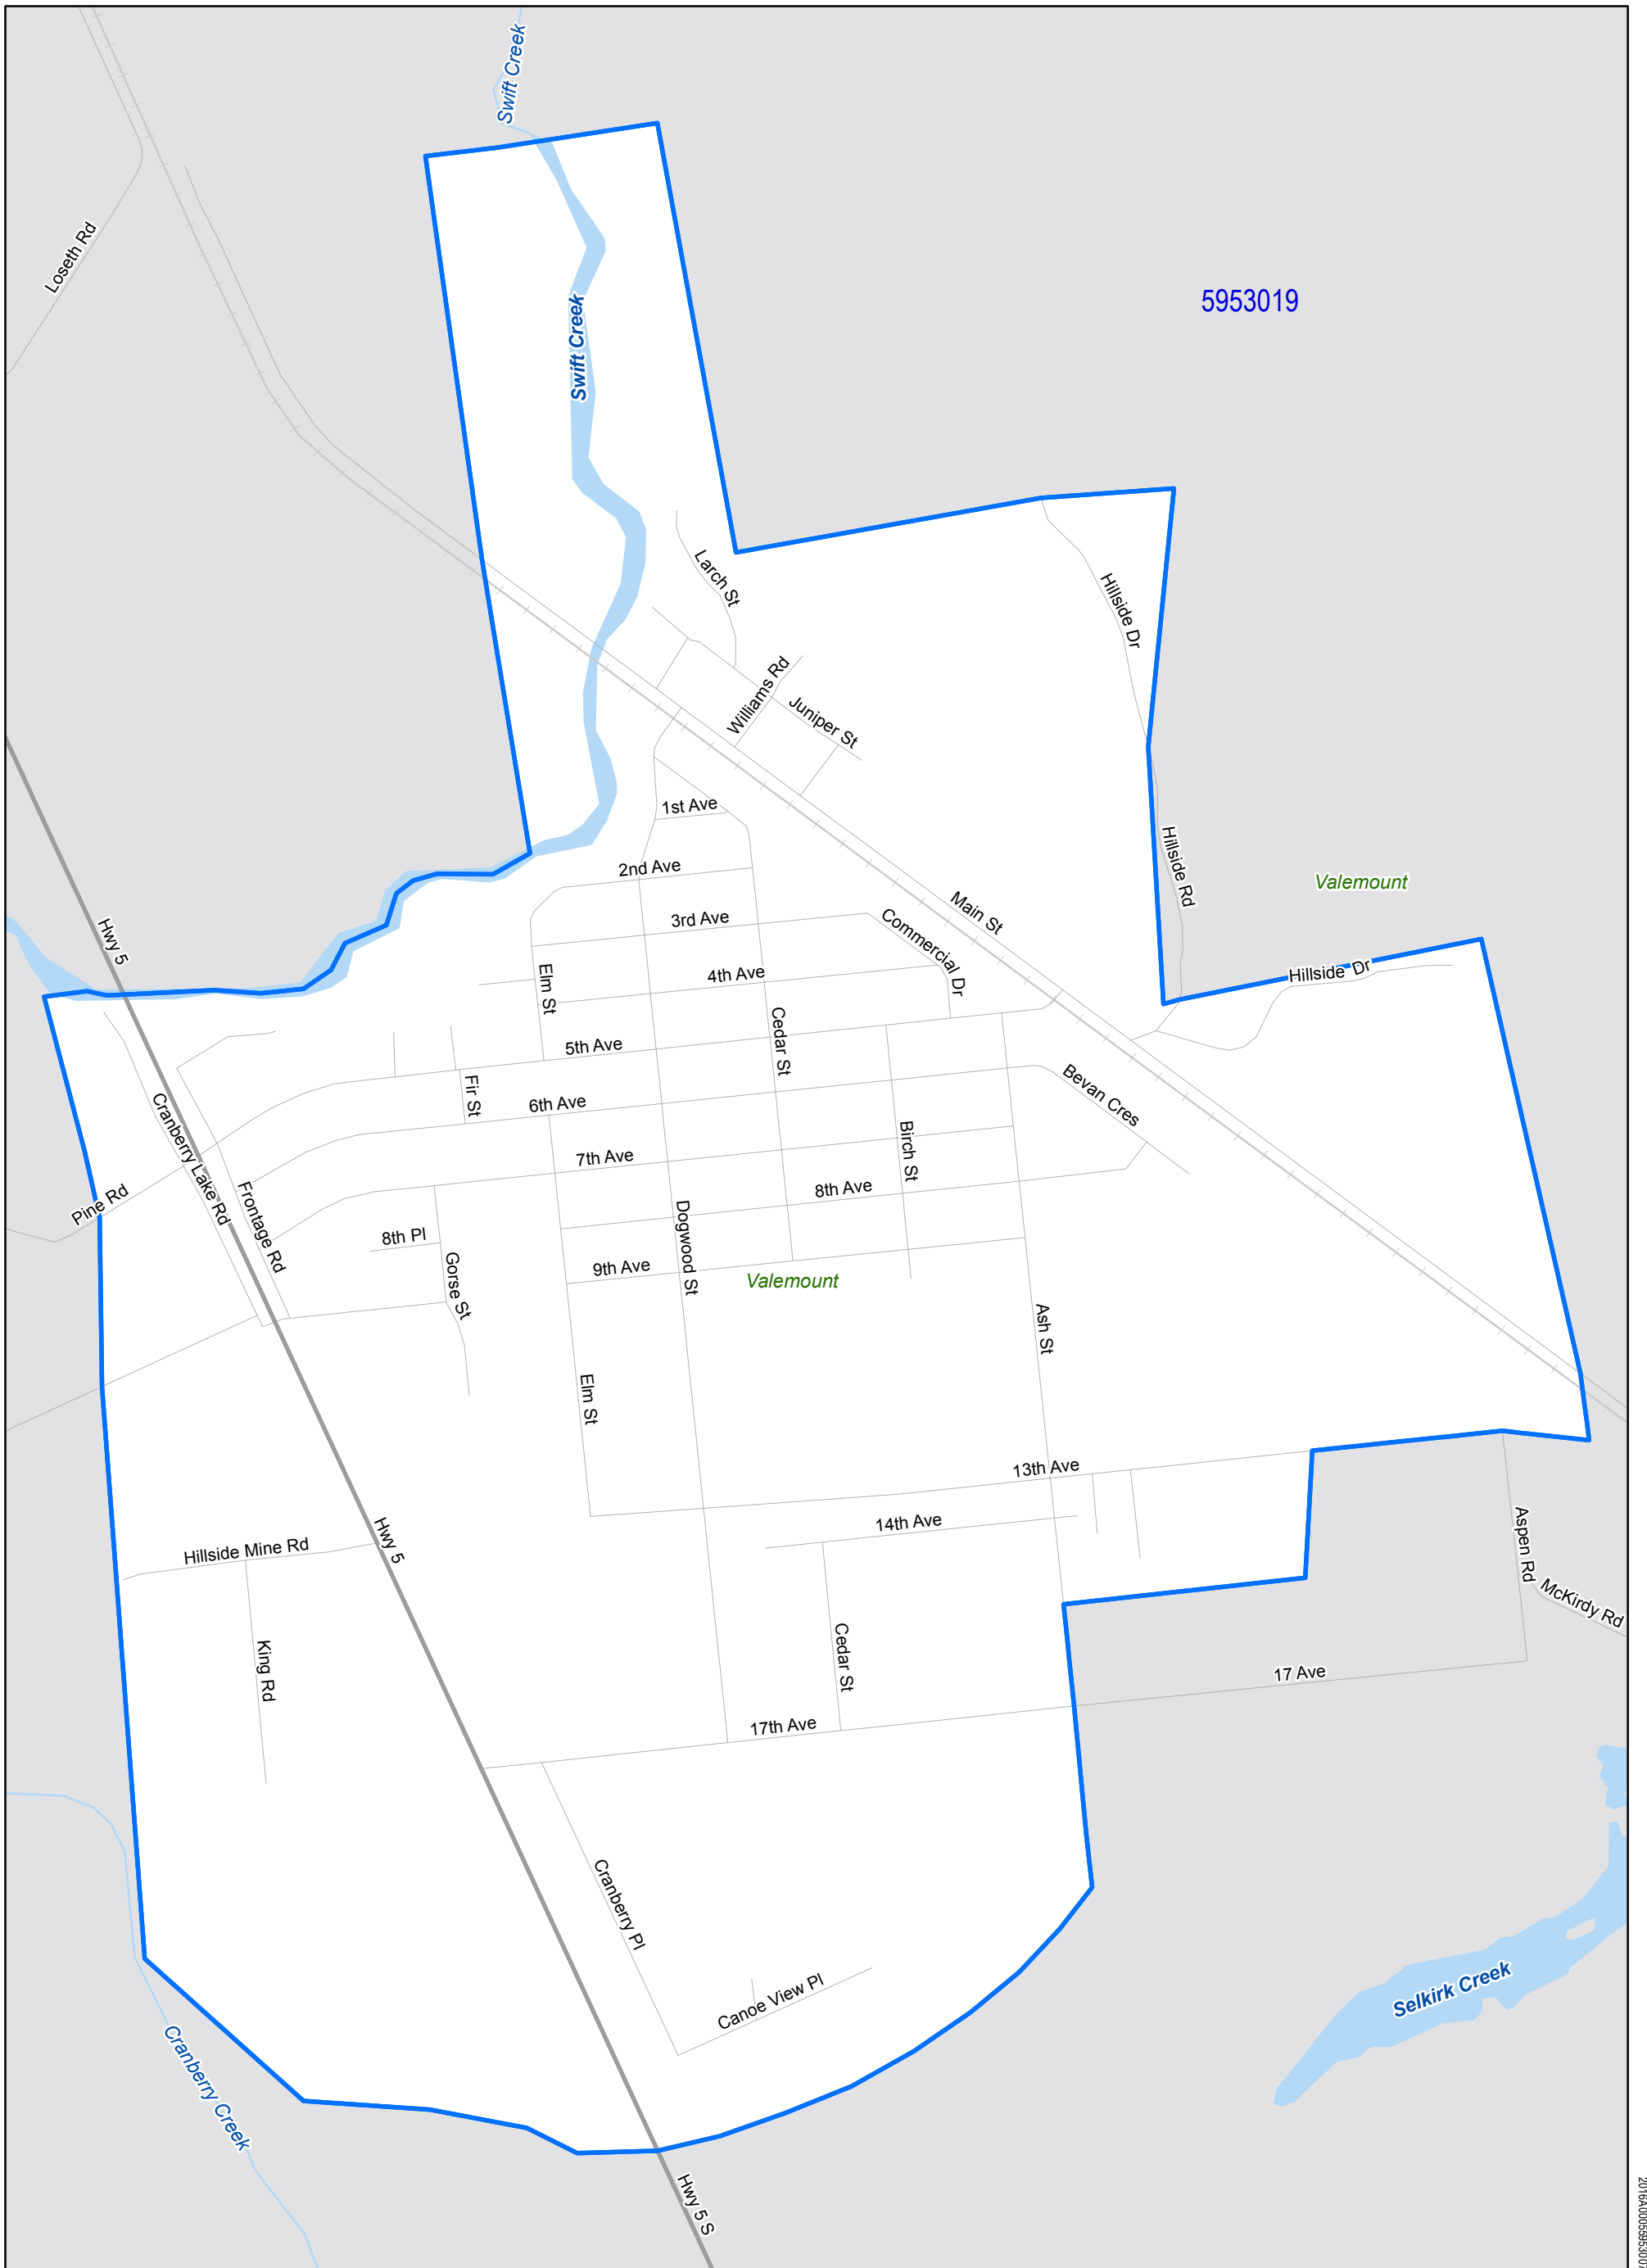 Swift Creek
Loseth Rd
5953019
Swift Creek
Larch St
Hillside Dr
Williams Rd
Juniper St
1st Ave
2nd Ave
Hillside Rd
Valemount
3rd Ave
Main St
Commercial Dr
Hwy 5
Elm St
4th Ave
Hillside Dr
Cedar St
5th Ave
Fir St
6th Ave
Bevan Cres
Cranberry Lake Rd
Birch St
7th Ave
8th Ave
Pine Rd
Frontage Rd
8th Pl
Dogwood St
Gorse St
9th Ave
Valemount
Ash St
Elm St
13th Ave
14th Ave
Hwy 5
Hillside Mine Rd
Aspen Rd
McKirdy Rd
King Rd
Cedar St
17 Ave
17th Ave
Cranberry Pl
Canoe View Pl
Selkirk Creek
Cranberry Creek
Hwy 5 S